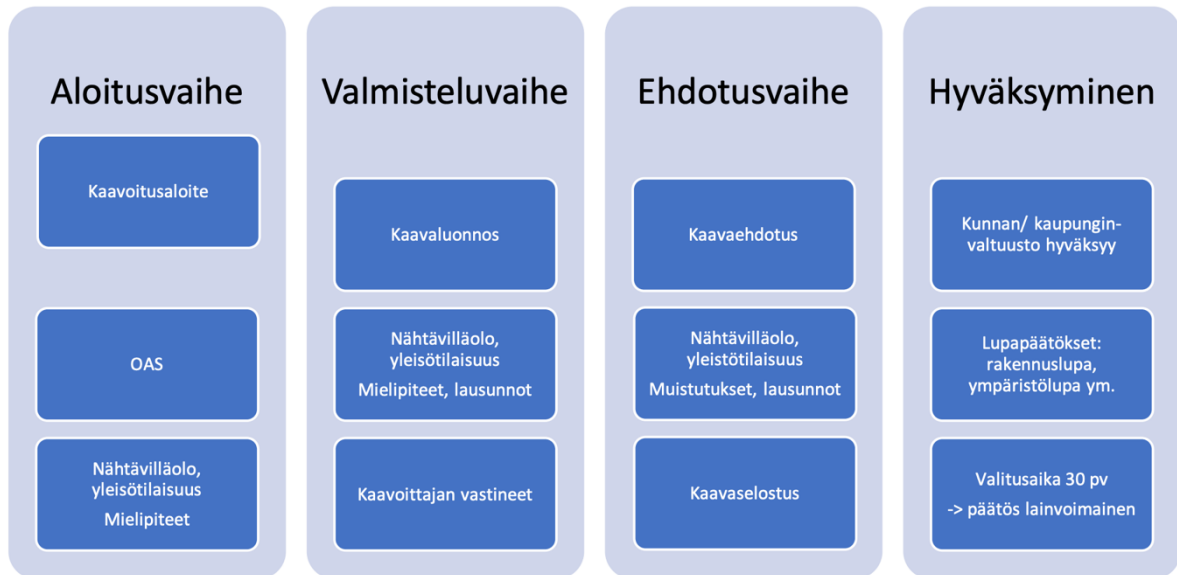 Aloitusvaihe
Kaavoitusaloite
OAS
Nähtävilläolo,
yleisötilaisuus
Mielipiteet
Valmisteluvaihe
Kaavaluonnos
Nähtävilläolo,
yleisötilaisuus
Mielipiteet, lausunnot
Kaavoittajan vastineet
Ehdotusvaihe
Kaavaehdotus
Nähtävilläolo,
yleistötilaisuus
Muistutukset, lausunnot
Kaavaselostus
Hyväksyminen
Kunnan/ kaupungin-
valtuusto hyväksyy
Lupapäätökset:
rakennuslupa,
ympäristölupa ym.
Valitusaika 30 pv
-> päätös lainvoimainen